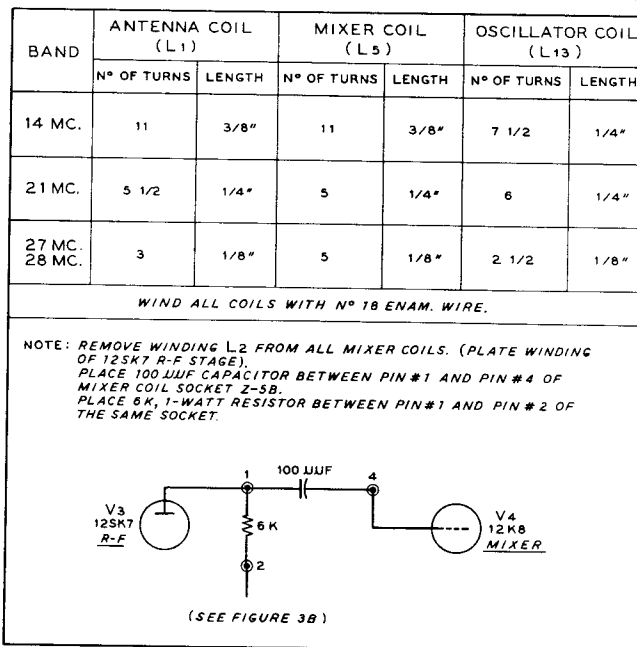 BAND
ANTENNA COIL
(L1)
MIXER COIL
(L5)
OSCILLATOR COIL
(L13)
Nº OF TURNS LENGTH Nº OF TURNS LENGTH Nº OF TURNS LENGTH
14 MC. 11 3/8" 11 3/8" 7 1/2 1/4"
21 MC. 5 1/2 1/4" 5 1/4" 6 1/4"
27 MC.
28 MC. 3 1/8" 5 1/8" 2 1/2 1/8"
WIND ALL COILS WITH Nº 18 ENAM. WIRE.
NOTE: REMOVE WINDING L2 FROM ALL MIXER COILS. (PLATE WINDING
OF 12SK7 R-F STAGE).
PLACE 100 UUF CAPACITOR BETWEEN PIN #1 AND PIN #4 OF
MIXER COIL SOCKET Z-5B.
PLACE 6K, 1-WATT RESISTOR BETWEEN PIN #1 AND PIN #2 OF
THE SAME SOCKET.
1 100 UUF 4
V3
12SK7
R-F
6 K
V4
12K8
MIXER
2
(SEE FIGURE 3B)